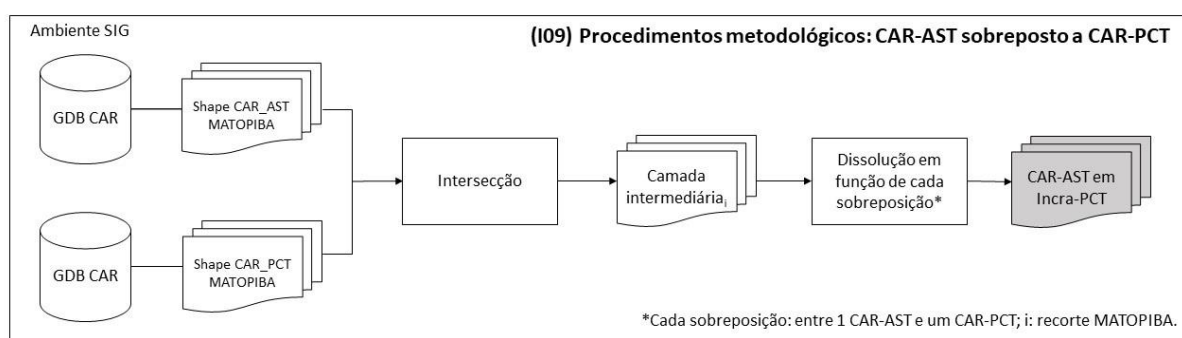 Ambiente SIG
(I09) Procedimentos metodológicos: CAR-AST sobreposto a CAR-PCT
GDB CAR
Shape CAR_AST
MATOPIBA
Intersecção
Camada
intermediáriaᵢ
Dissolução em
função de cada
sobreposição*
CAR-AST em
Incra-PCT
GDB CAR
Shape CAR_PCT
MATOPIBA
*Cada sobreposição: entre 1 CAR-AST e um CAR-PCT; i: recorte MATOPIBA.